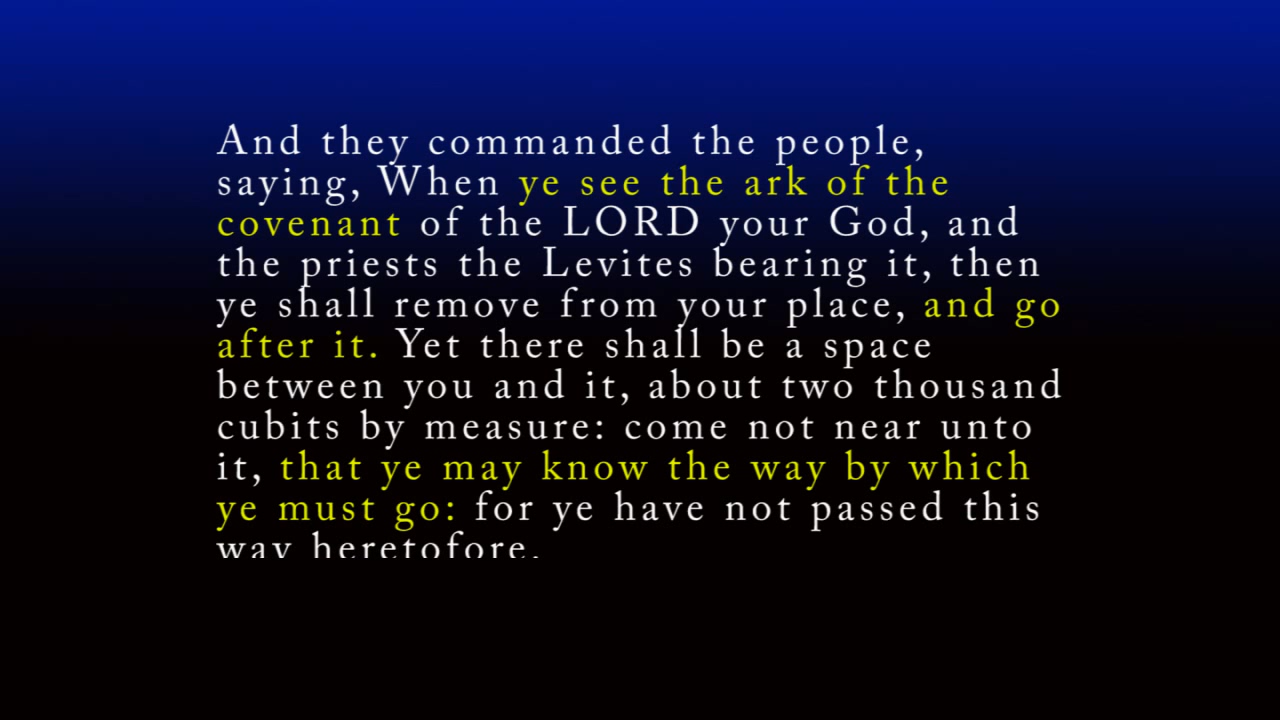 And they commanded the people,
saying, When ye see the ark of the
covenant of the LORD your God, and
the priests the Levites bearing it, then
ye shall remove from your place, and go
after it. Yet there shall be a space
between you and it, about two thousand
cubits by measure: come not near unto
it, that ye may know the way by which
ye must go: for ye have not passed this
way heretofore.